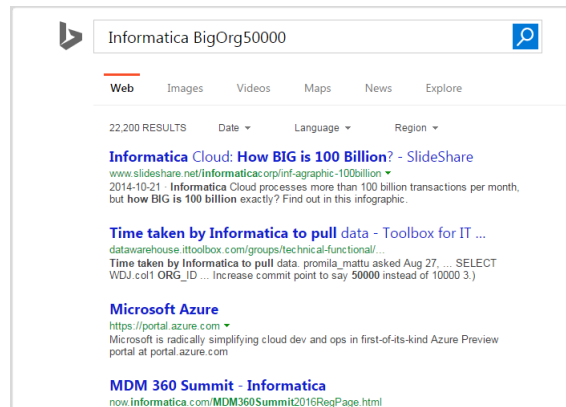 Informatica BigOrg50000
Web Images Videos Maps News Explore
22,200 RESULTS Date Language Region
Informatica Cloud: How BIG is 100 Billion? - SlideShare
www.slideshare.net/informaticacorp/inf-agraphic-100billion
2014-10-21 · Informatica Cloud processes more than 100 billion transactions per month,
but how BIG is 100 billion exactly? Find out in this infographic.
Time taken by Informatica to pull data - Toolbox for IT ...
datawarehouse.ittoolbox.com/groups/technical-functional/...
Time taken by Informatica to pull data. promila_mattu asked Aug 27, ... SELECT
WDJ.col1 ORG_ID ... Increase commit point to say 50000 instead of 10000 3.)
Microsoft Azure
https://portal.azure.com
Microsoft is radically simplifying cloud dev and ops in first-of-its-kind Azure Preview
portal at portal.azure.com
MDM 360 Summit - Informatica
now.informatica.com/MDM360Summit2016RegPage.html